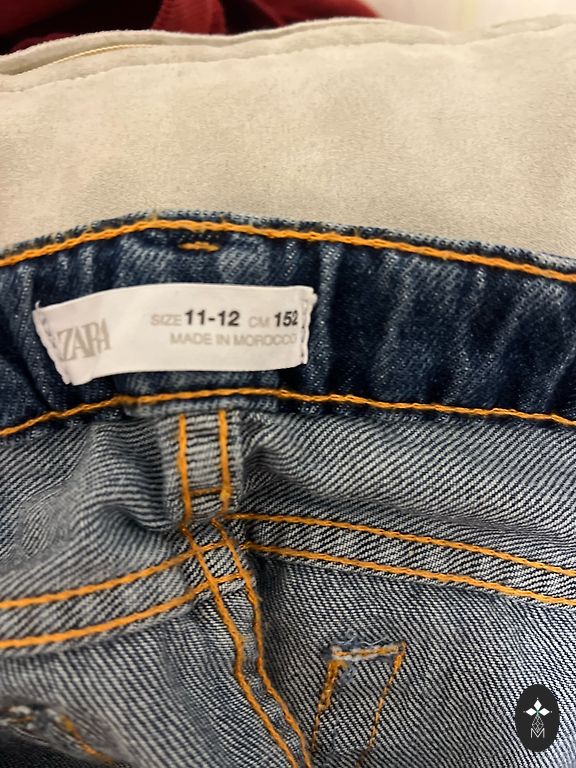 ZARA
SIZE 11-12 CM 152
MADE IN MOROCCO
M